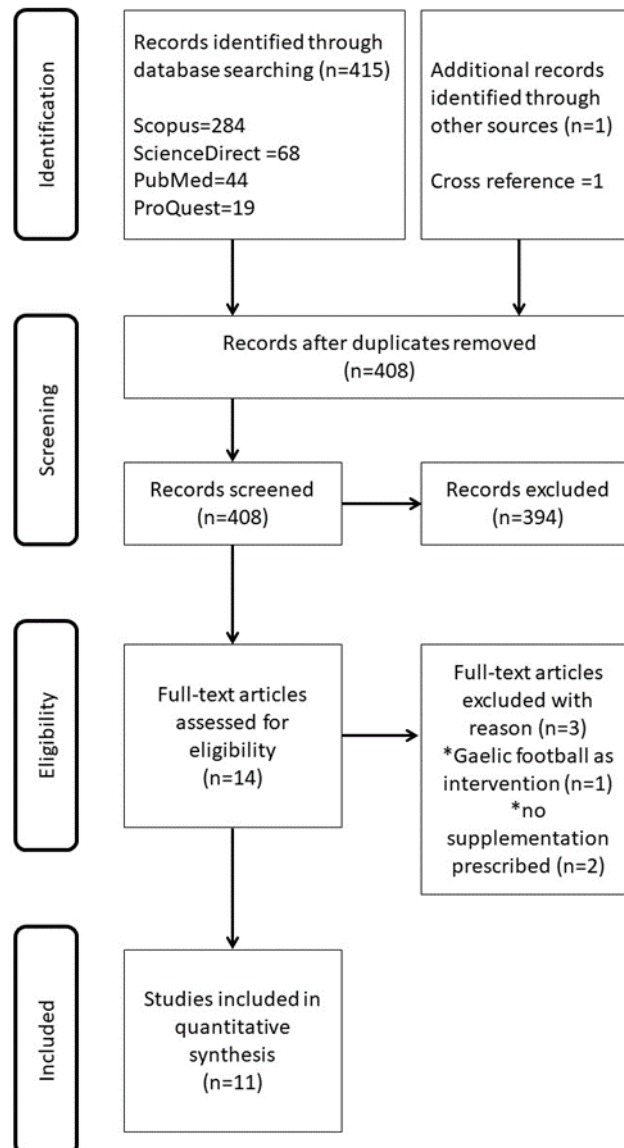 Identification
Records identified through
database searching (n=415)
Scopus=284
ScienceDirect =68
PubMed=44
ProQuest=19
Additional records
identified through
other sources (n=1)
Cross reference =1
Screening
Records after duplicates removed
(n=408)
Records screened
(n=408)
Records excluded
(n=394)
Eligibility
Full-text articles
assessed for
eligibility
(n=14)
Full-text articles
excluded with
reason (n=3)
*Gaelic football as
intervention (n=1)
*no
supplementation
prescribed (n=2)
Included
Studies included in
quantitative
synthesis
(n=11)